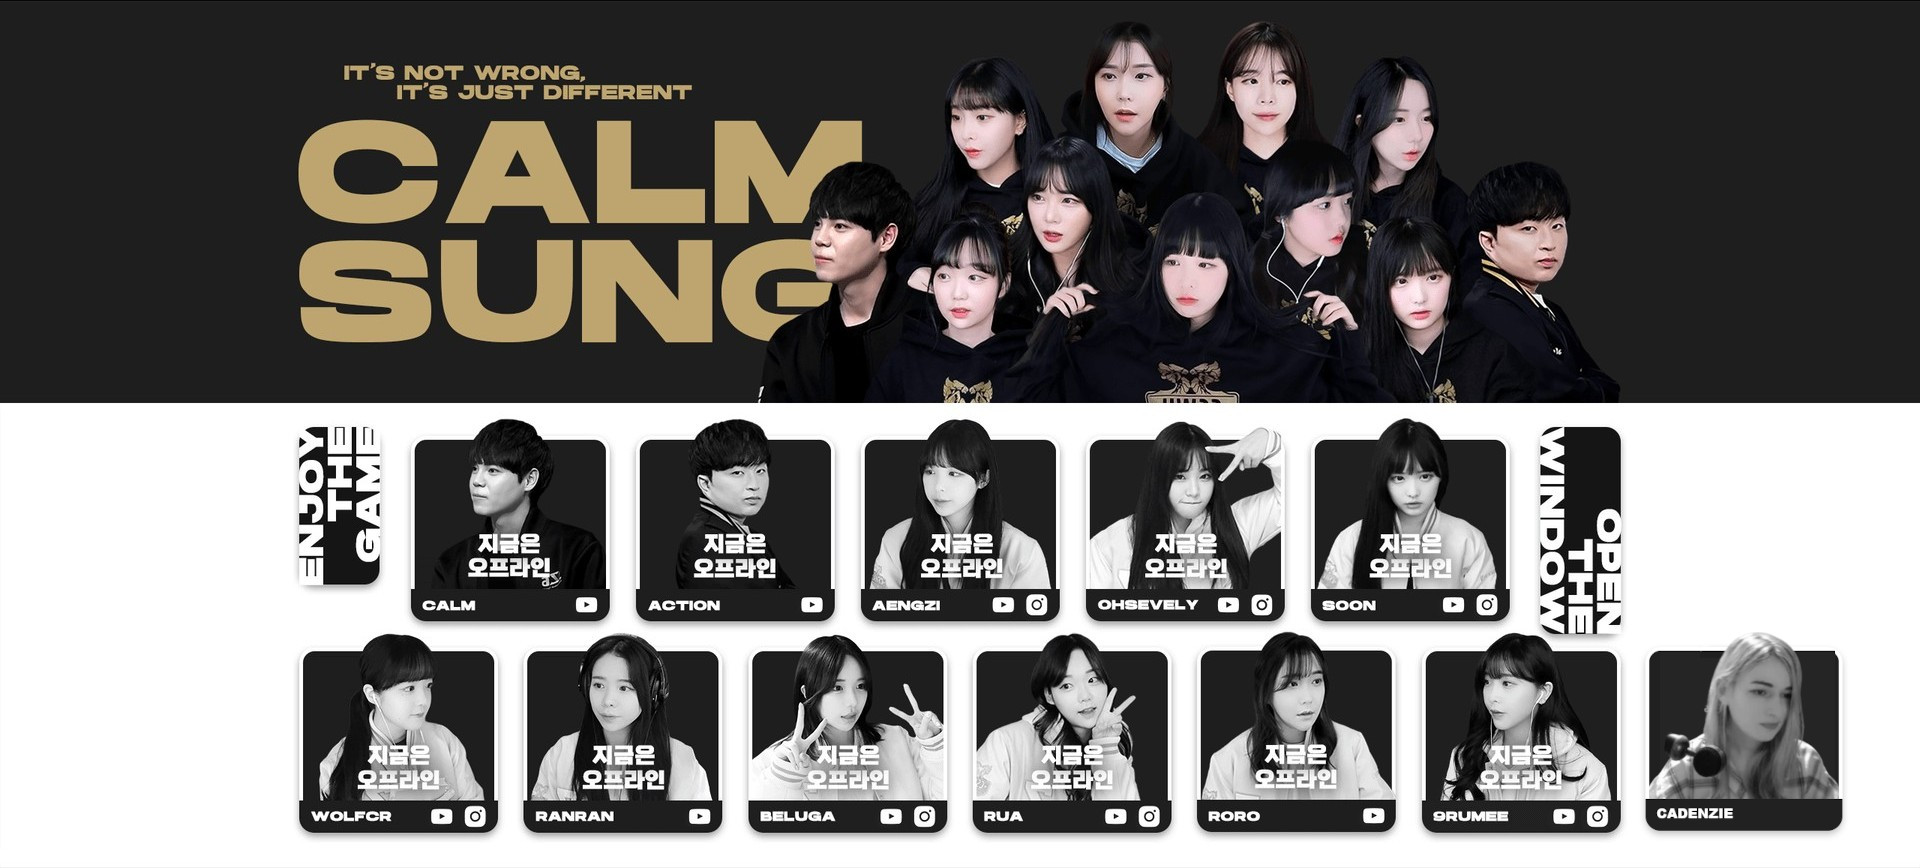 IT'S NOT WRONG,
IT'S JUST DIFFERENT
CALM
SUNG
ENJOY
THE
GAME
지금은
오프라인
CALM
지금은
오프라인
ACTION
지금은
오프라인
AENGZI
지금은
오프라인
OHSEVELY
지금은
오프라인
SOON
OPEN
THE
WINDOW
지금은
오프라인
WOLFCR
지금은
오프라인
RANRAN
지금은
오프라인
BELUGA
지금은
오프라인
RUA
지금은
오프라인
RORO
지금은
오프라인
9RUMEE
CADENZIE